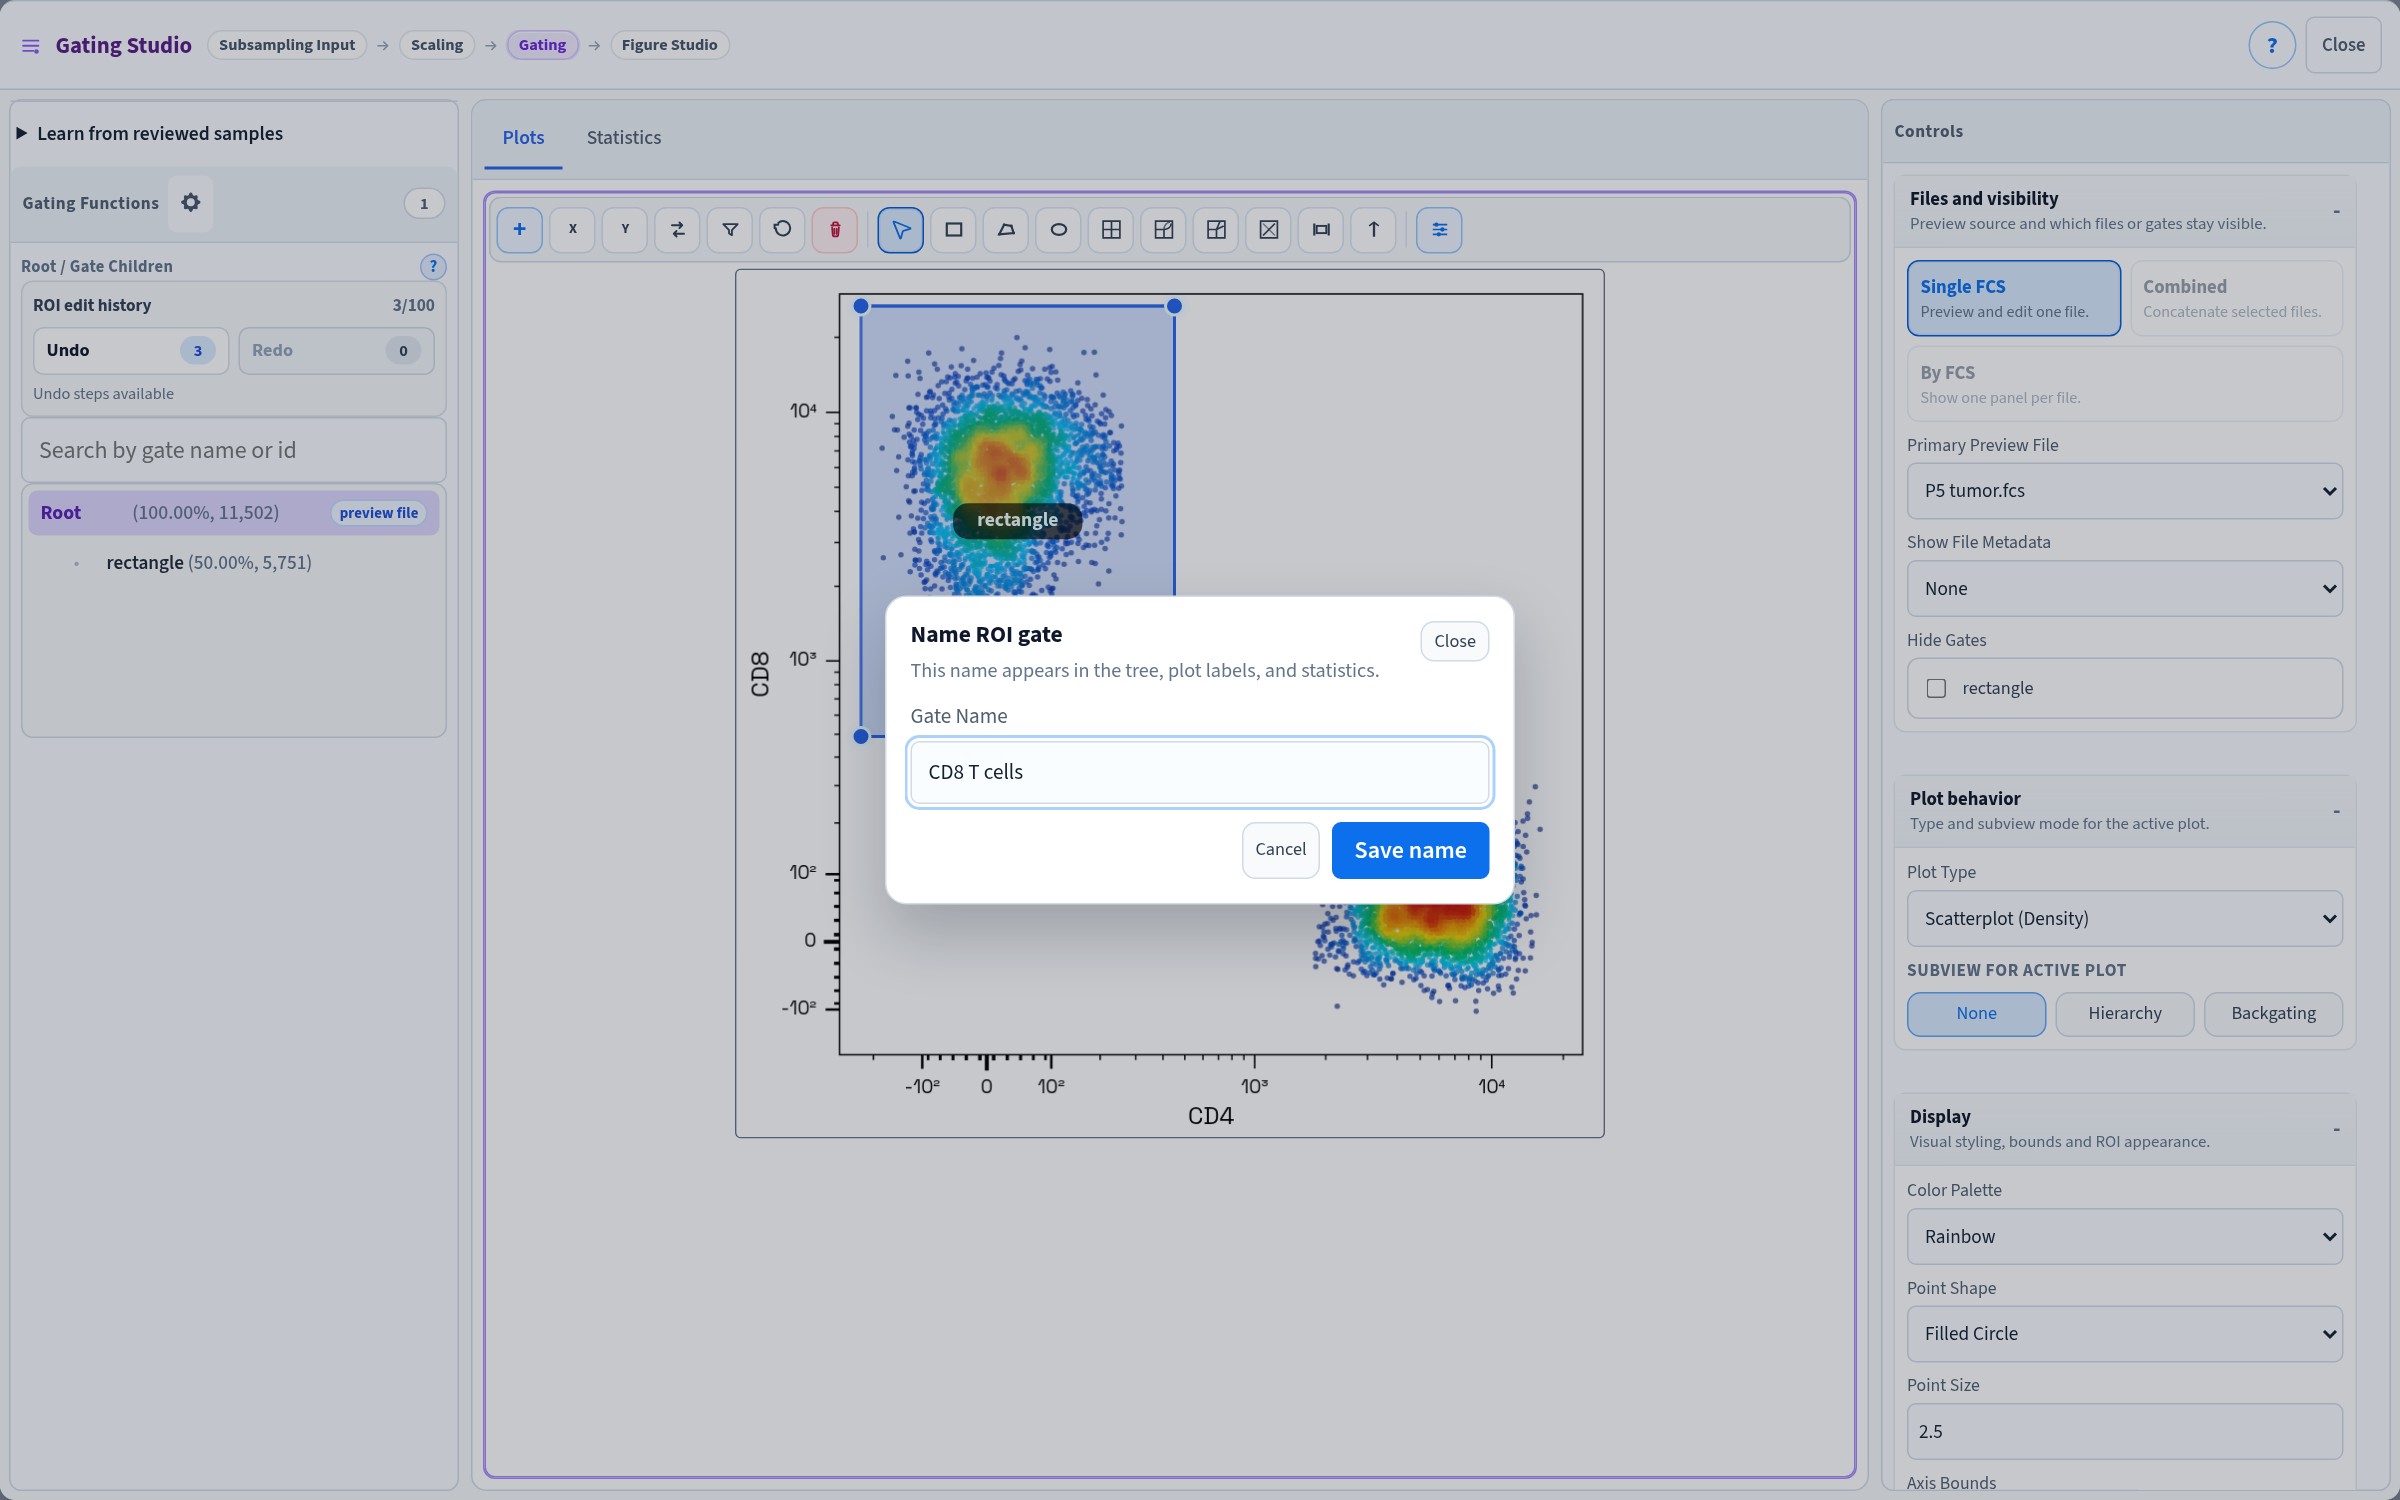 Gating Studio
Subsampling Input → Scaling → Gating → Figure Studio
?
Close
Learn from reviewed samples
Gating Functions
1
Root / Gate Children
?
ROI edit history
3/100
Undo 3
Redo 0
Undo steps available
Search by gate name or id
Root (100.00%, 11,502) preview file
rectangle (50.00%, 5,751)
Plots
Statistics
+ X Y
rectangle
10⁴
10³
10²
0
-10²
CD8
-10² 0 10² 10³ 10⁴
CD4
Name ROI gate
Close
This name appears in the tree, plot labels, and statistics.
Gate Name
CD8 T cells
Cancel
Save name
Controls
Files and visibility
-
Preview source and which files or gates stay visible.
Single FCS
Preview and edit one file.
Combined
Concatenate selected files.
By FCS
Show one panel per file.
Primary Preview File
P5 tumor.fcs
Show File Metadata
None
Hide Gates
rectangle
Plot behavior
-
Type and subview mode for the active plot.
Plot Type
Scatterplot (Density)
SUBVIEW FOR ACTIVE PLOT
None
Hierarchy
Backgating
Display
-
Visual styling, bounds and ROI appearance.
Color Palette
Rainbow
Point Shape
Filled Circle
Point Size
2.5
Axis Bounds